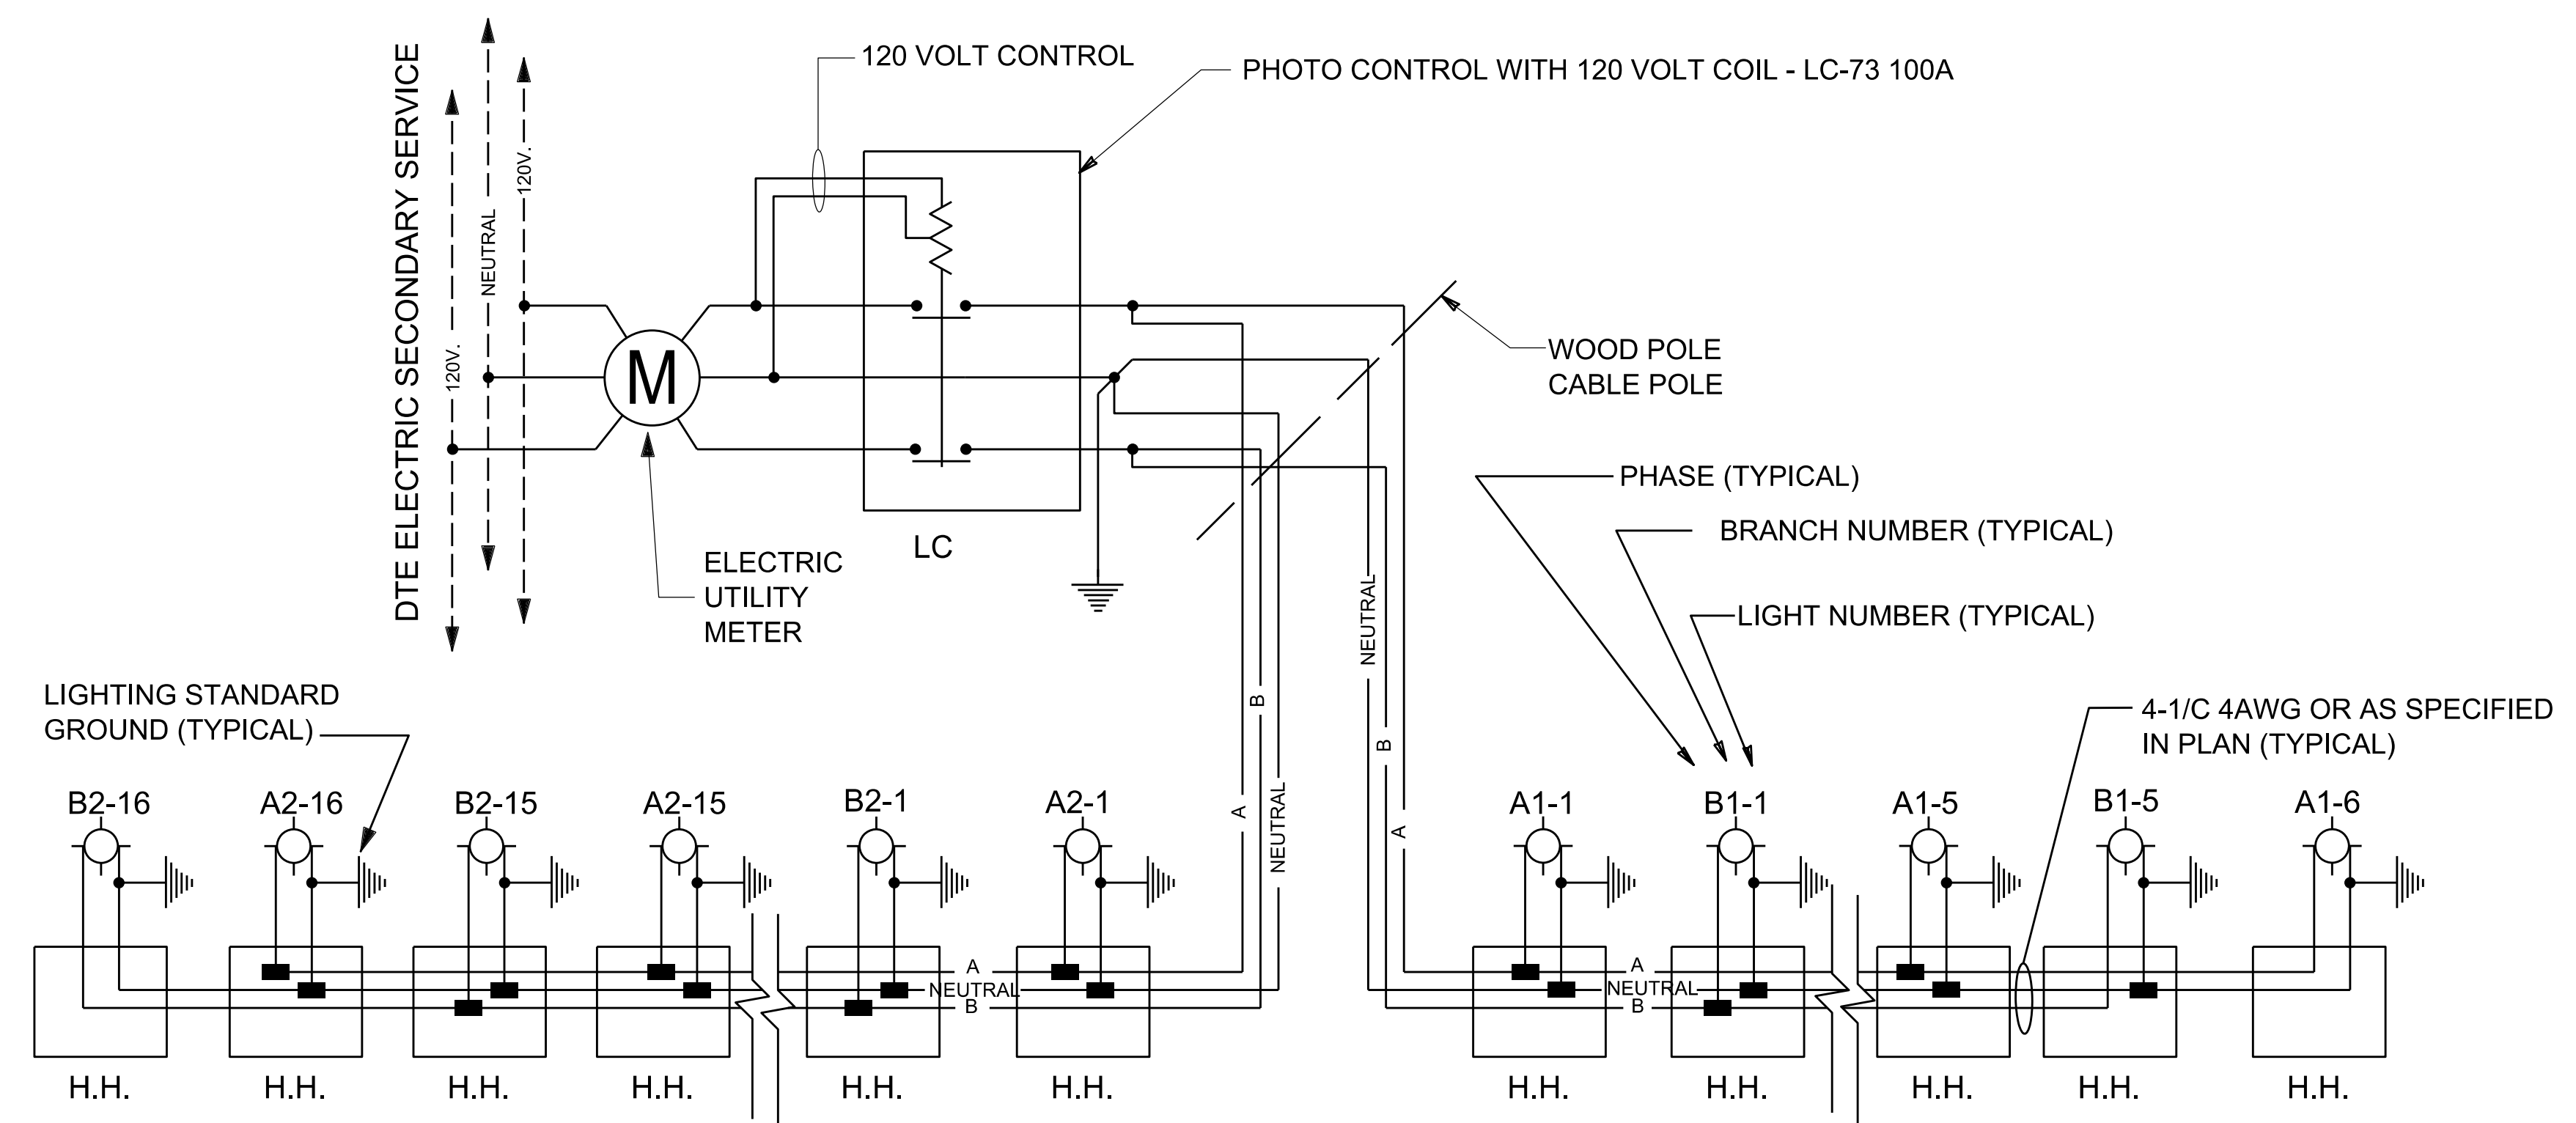 DTE ELECTRIC SECONDARY SERVICE
120V.
NEUTRAL
120V.
120 VOLT CONTROL
PHOTO CONTROL WITH 120 VOLT COIL - LC-73 100A
M
LC
ELECTRIC
UTILITY
METER
WOOD POLE
CABLE POLE
PHASE (TYPICAL)
BRANCH NUMBER (TYPICAL)
LIGHT NUMBER (TYPICAL)
LIGHTING STANDARD
GROUND (TYPICAL)
4-1/C 4AWG OR AS SPECIFIED
IN PLAN (TYPICAL)
A
B
NEUTRAL
NEUTRAL
B
A
B2-16
A2-16
B2-15
A2-15
B2-1
A2-1
A1-1
B1-1
A1-5
B1-5
A1-6
A
NEUTRAL
B
A
NEUTRAL
B
H.H.
H.H.
H.H.
H.H.
H.H.
H.H.
H.H.
H.H.
H.H.
H.H.
H.H.